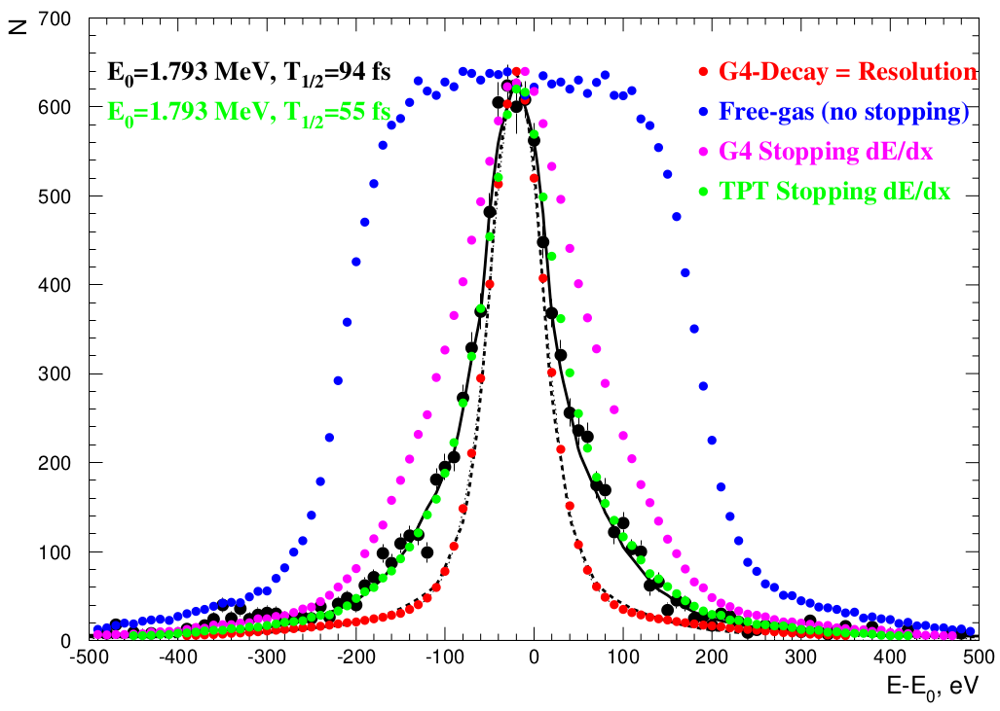 N
700
600
500
400
300
200
100
0
E0=1.793 MeV, T1/2=94 fs
E0=1.793 MeV, T1/2=55 fs
G4-Decay = Resolution
Free-gas (no stopping)
G4 Stopping dE/dx
TPT Stopping dE/dx
-500 -400 -300 -200 -100 0 100 200 300 400 500
E-E0, eV